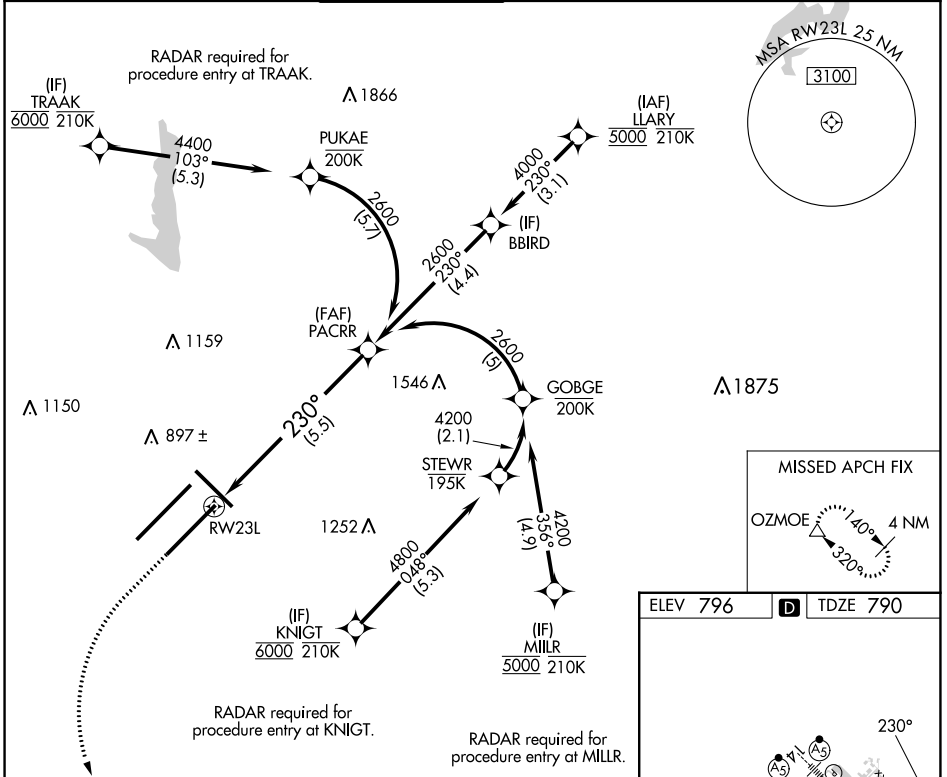 RADAR required for
procedure entry at TRAAK.
MSA RW23L 25 NM
3100
(IF)
TRAAK
6000 210K
4400
103°
(5.3)
1866
PUKAE
200K
2600
(5.7)
(IAF)
LLARY
5000 210K
4000
230°
(3.1)
(IF)
BBIRD
2600
230°
(4.4)
(FAF)
PACRR
1159
1546
2600
(5)
GOBGE
200K
1875
1150
897 ±
230°
(5.5)
4200
(2.1)
STEWR
195K
RW23L
1252
4800
048°
(5.3)
4200
356°
(4.9)
MISSED APCH FIX
OZMOE
140°
4 NM
320°
(IF)
KNIGT
6000 210K
(IF)
MIILR
5000 210K
ELEV 796
D
TDZE 790
RADAR required for
procedure entry at KNIGT.
RADAR required for
procedure entry at MILLR.
230°
A5
A5
14